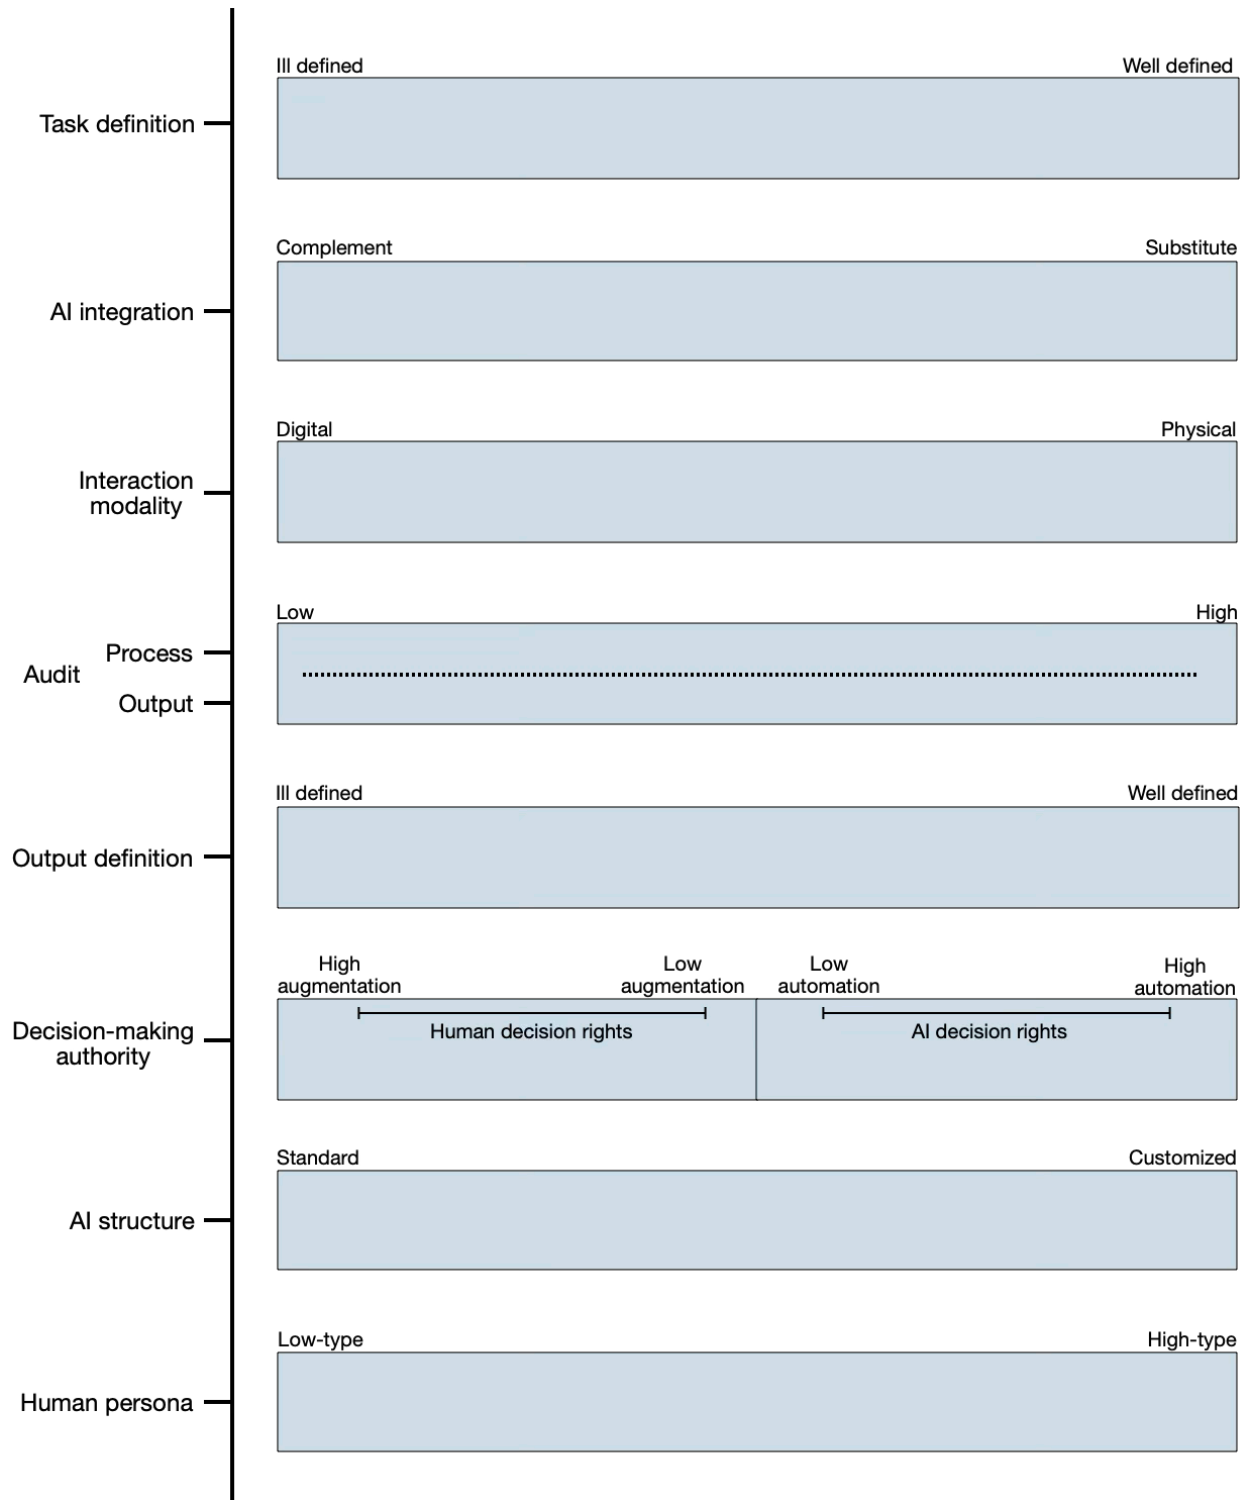 Ill defined
Well defined
Task definition
Complement
Substitute
AI integration
Digital
Physical
Interaction
modality
Low
High
Process
Audit
Output
Ill defined
Well defined
Output definition
High
augmentation
Low
augmentation
Low
automation
High
automation
Decision-making
authority
Human decision rights
AI decision rights
Standard
Customized
AI structure
Low-type
High-type
Human persona